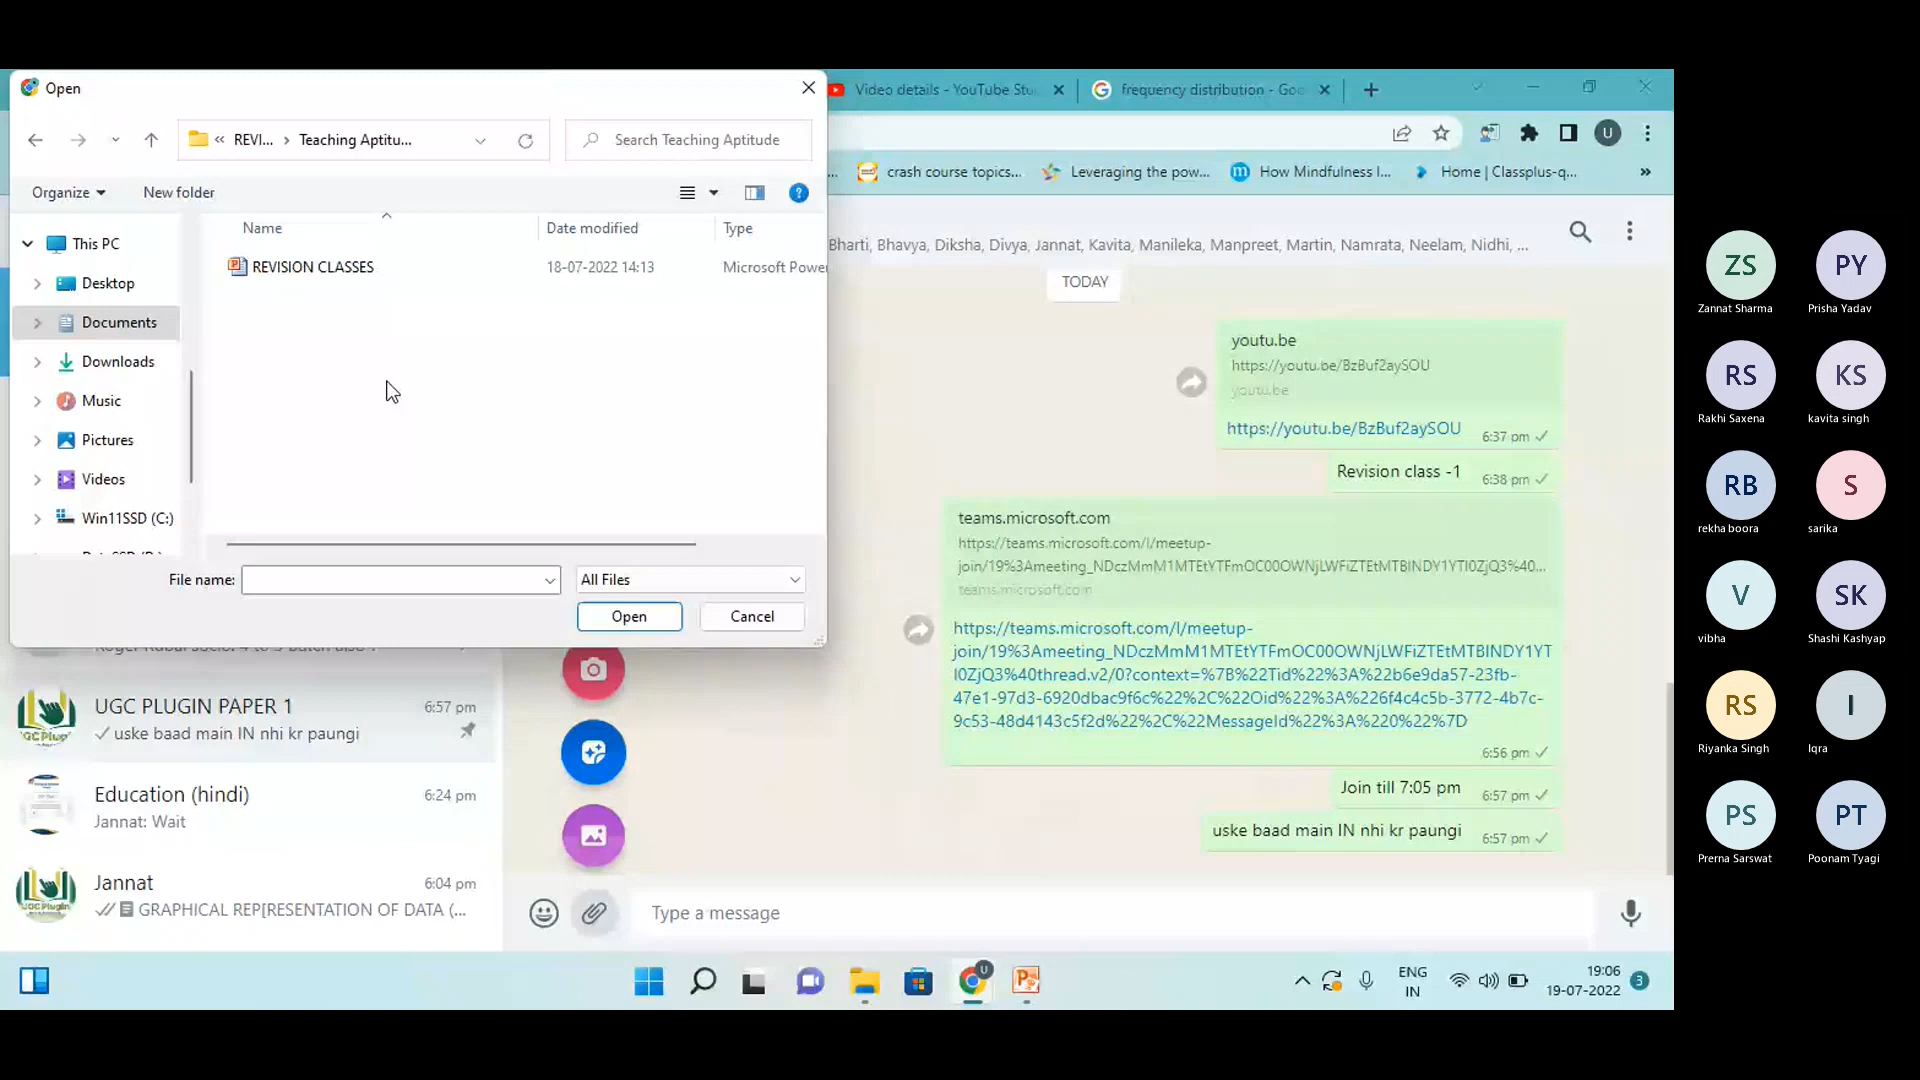 Open
Video details - YouTube Stu
frequency distribution - Goo
REVI...
Teaching Aptitu...
Search Teaching Aptitude
U
Organize
New folder
crash course topics...
Leveraging the pow...
How Mindfulness I...
Home | Classplus-q...
Name
Date modified
Type
This PC
REVISION CLASSES
18-07-2022 14:13
Microsoft Power
Desktop
Documents
Downloads
Music
Pictures
Videos
Win11SSD (C:)
File name:
All Files
Open
Cancel
Bharti, Bhavya, Diksha, Divya, Jannat, Kavita, Manileka, Manpreet, Martin, Namrata, Neelam, Nidhi, ...
TODAY
youtu.be
https://youtu.be/BzBuf2aySOU
youtu.be
https://youtu.be/BzBuf2aySOU
6:37 pm
Revision class -1
6:38 pm
teams.microsoft.com
https://teams.microsoft.com/l/meetup-
join/19%3Ameeting_NDczMmM1MTEtYTFmOC00OWNjLWFiZTEtMTBlNDY1YTI0ZjQ3%40...
teams.microsoft.com
https://teams.microsoft.com/l/meetup-
join/19%3Ameeting_NDczMmM1MTEtYTFmOC00OWNjLWFiZTEtMTBlNDY1YT
I0ZjQ3%40thread.v2/0?context=%7B%22Tid%22%3A%22b6e9da57-23fb-
47e1-97d3-6920dbac9f6c%22%2C%22Oid%22%3A%226f4c4c5b-3772-4b7c-
9c53-48d4143c5f2d%22%2C%22MessageId%22%3A%220%22%7D
6:56 pm
Join till 7:05 pm
6:57 pm
uske baad main IN nhi kr paungi
6:57 pm
UGC PLUGIN PAPER 1
6:57 pm
uske baad main IN nhi kr paungi
Education (hindi)
6:24 pm
Jannat: Wait
Jannat
6:04 pm
GRAPHICAL REP[RESENTATION OF DATA (...
Type a message
ENG
IN
19:06
19-07-2022
3
ZS
Zannat Sharma
PY
Prisha Yadav
RS
Rakhi Saxena
KS
kavita singh
RB
rekha boora
S
sarika
V
vibha
SK
Shashi Kashyap
RS
Riyanka Singh
I
Iqra
PS
Prerna Sarswat
PT
Poonam Tyagi